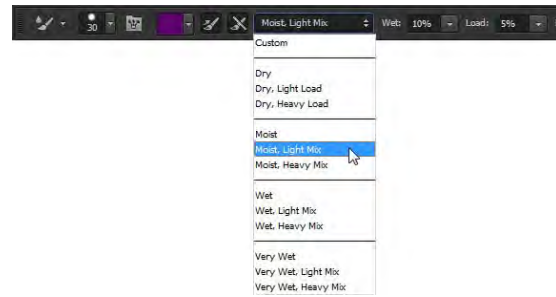 30 Moist, Light Mix Wet: 10% Load: 5%
Custom
Dry
Dry, Light Load
Dry, Heavy Load
Moist
Moist, Light Mix
Moist, Heavy Mix
Wet
Wet, Light Mix
Wet, Heavy Mix
Very Wet
Very Wet, Light Mix
Very Wet, Heavy Mix